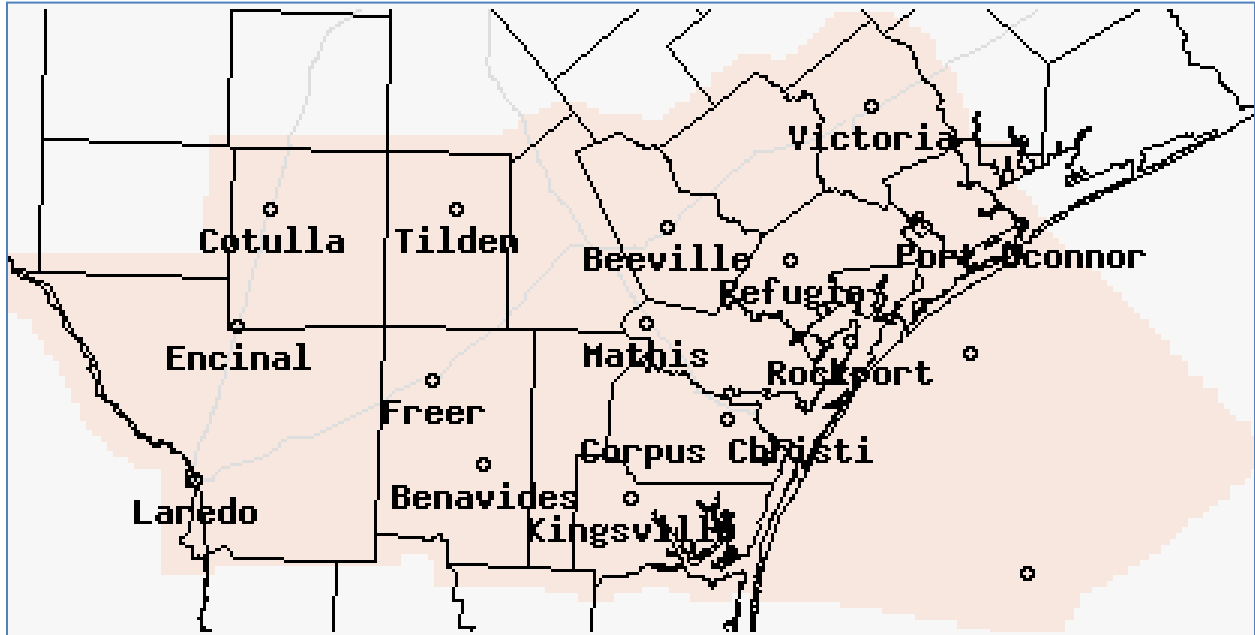 Victoria
Cotulla
Tilden
Beeville
Port Oconnor
Refugio
Encinal
Mathis
Rockport
Freer
Corpus Christi
Benavides
Laredo
Kingsville